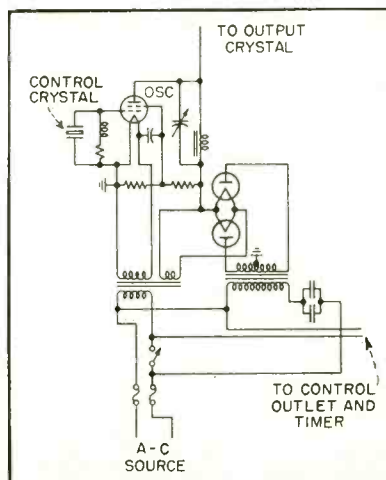 TO OUTPUT
CRYSTAL
CONTROL
CRYSTAL
OSC
TO CONTROL
OUTLET AND
TIMER
A-C
SOURCE